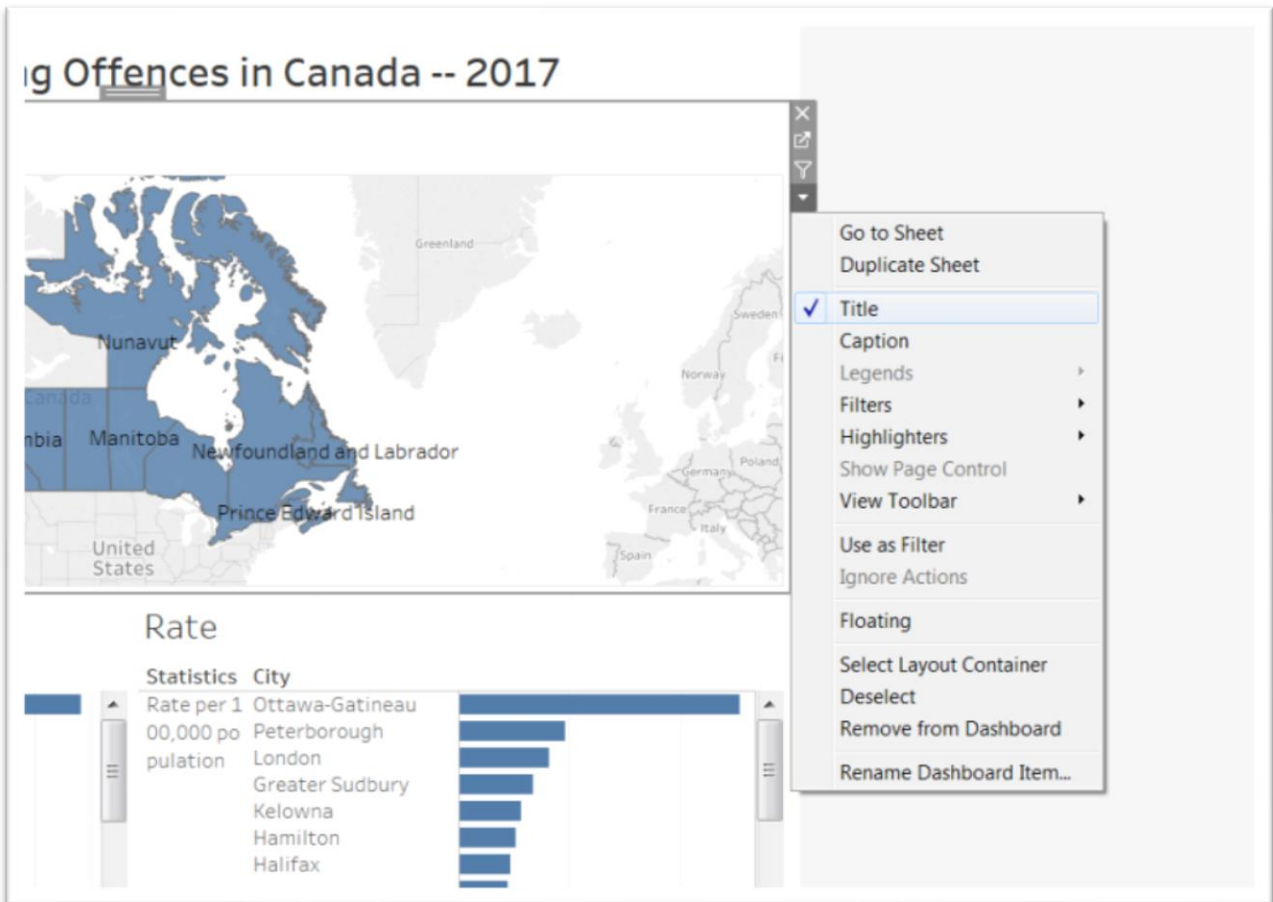 g Offences in Canada -- 2017
Greenland
Sweden
Nunavut
Norway
Canada
nbia
Manitoba
Newfoundland and Labrador
Poland
Germany
Prince Edward Island
France
Italy
United
States
Spain
Go to Sheet
Duplicate Sheet
Title
Caption
Legends
Filters
Highlighters
Show Page Control
View Toolbar
Use as Filter
Ignore Actions
Floating
Select Layout Container
Deselect
Remove from Dashboard
Rename Dashboard Item...
Rate
Statistics City
Rate per 1 Ottawa-Gatineau
00,000 po Peterborough
pulation London
Greater Sudbury
Kelowna
Hamilton
Halifax